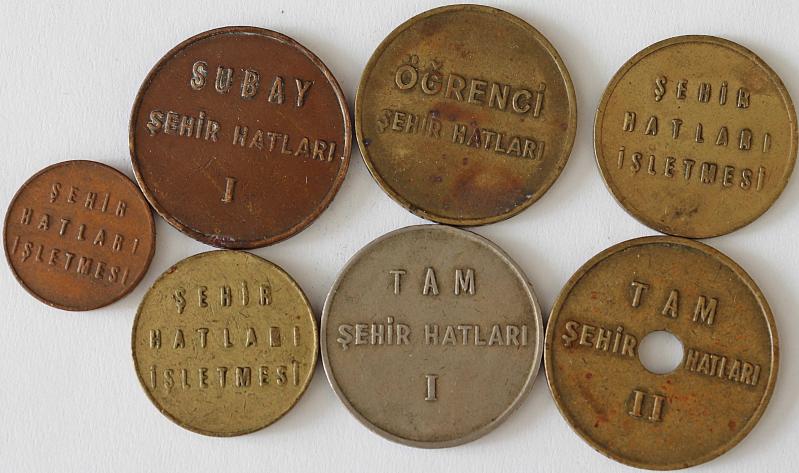 SUBAY
ŞEHİR HATLARI
I
ÖĞRENCİ
ŞEHİR HATLARI
ŞEHİR
HATLARI
İŞLETMESİ
ŞEHİR
HATLARI
İŞLETMESİ
ŞEHİR
HATLARI
İŞLETMESİ
TAM
ŞEHİR HATLARI
I
TAM
ŞEHİR HATLARI
II